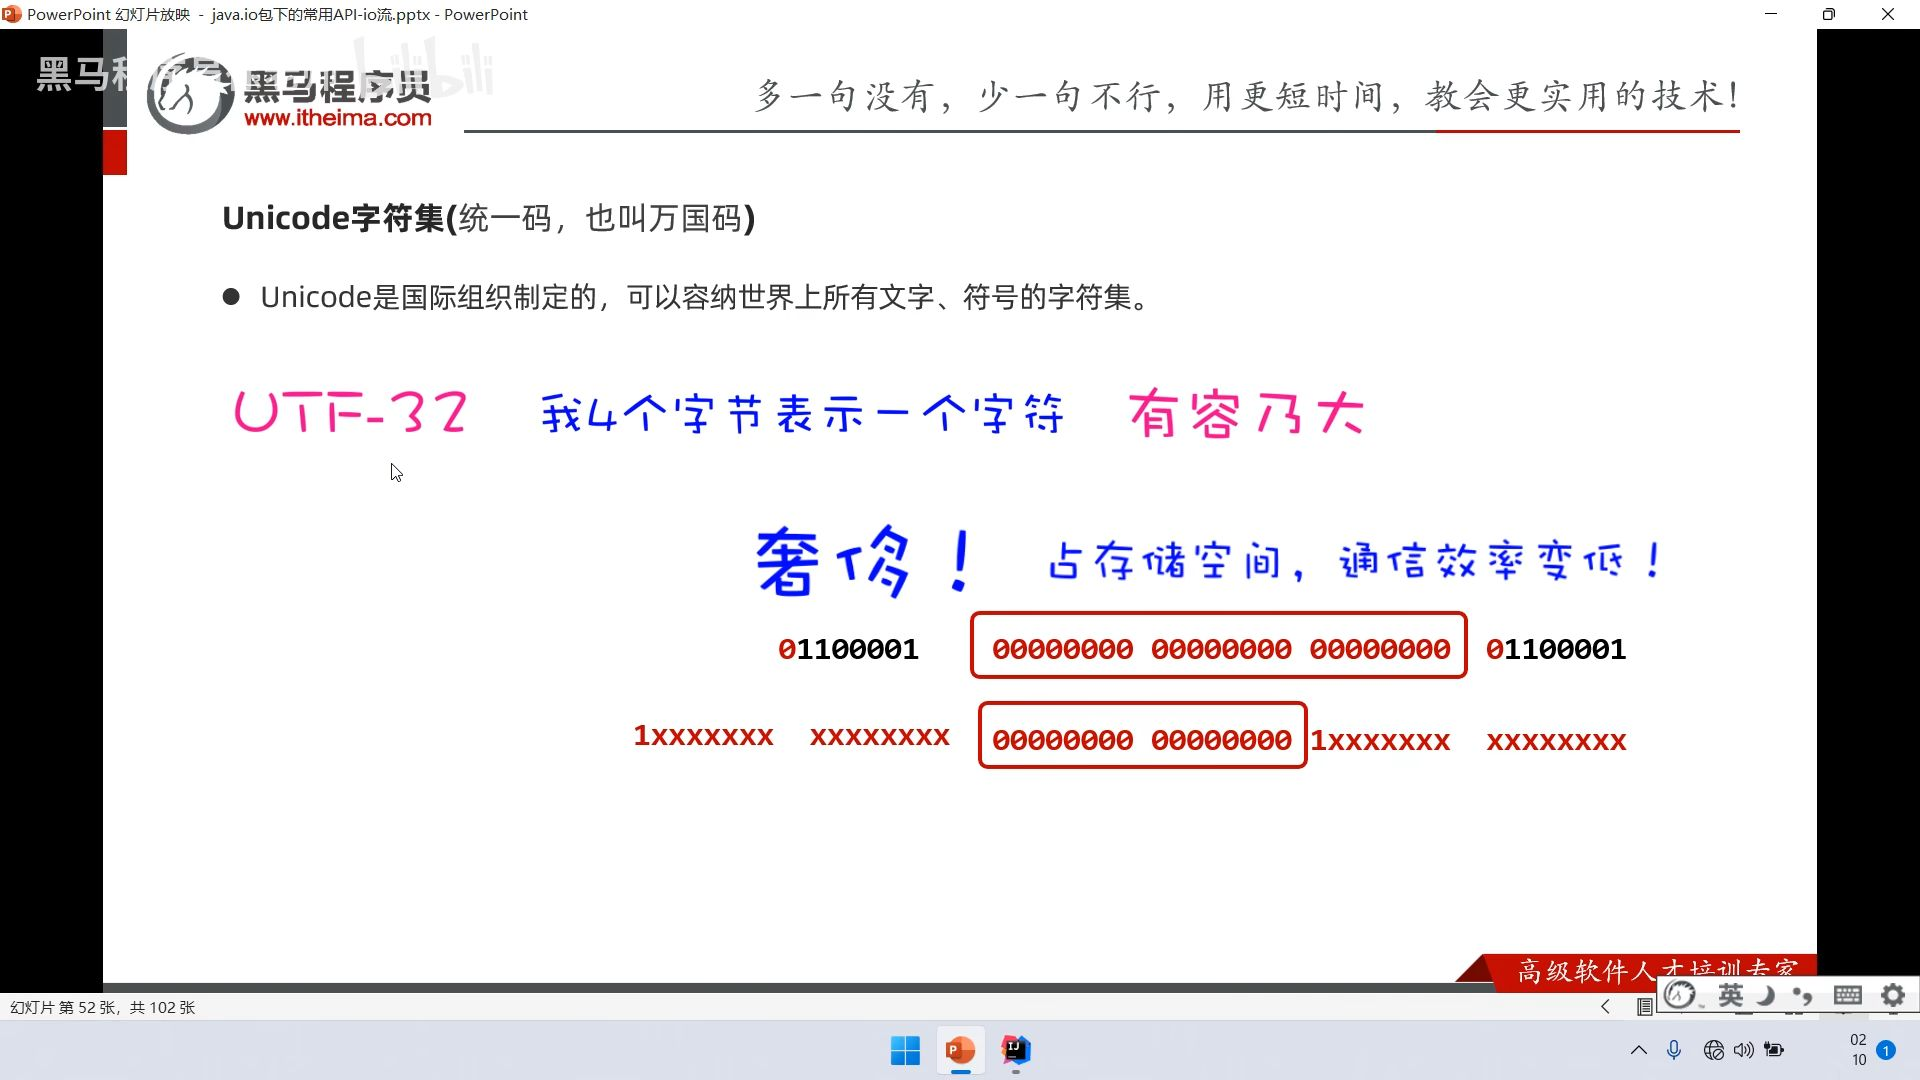 PowerPoint 幻灯片放映 - java.io包下的常用API-io流.pptx - PowerPoint
黑马程序员
bilibili
黑马程序员
www.itheima.com
多一句没有，少一句不行，用更短时间，教会更实用的技术！
Unicode字符集(统一码，也叫万国码)
● Unicode是国际组织制定的，可以容纳世界上所有文字、符号的字符集。
UTF-32 我4个字节表示一个字符 有容乃大
奢侈！ 占存储空间，通信效率变低！
01100001 00000000 00000000 00000000 01100001
1xxxxxxx xxxxxxxx 00000000 00000000 1xxxxxxx xxxxxxxx
高级软件人才培训专家
英
幻灯片 第 52 张，共 102 张
P
IJ
02
10
1